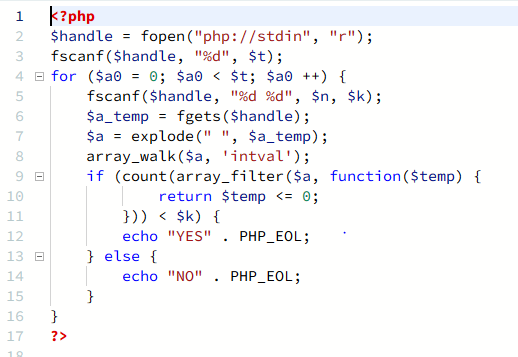 1 <?php
2 $handle = fopen("php://stdin", "r");
3 fscanf($handle, "%d", $t);
4 for ($a0 = 0; $a0 < $t; $a0 ++) {
5     fscanf($handle, "%d %d", $n, $k);
6     $a_temp = fgets($handle);
7     $a = explode(" ", $a_temp);
8     array_walk($a, 'intval');
9     if (count(array_filter($a, function($temp) {
10             return $temp <= 0;
11         })) < $k) {
12         echo "YES" . PHP_EOL;
13     } else {
14         echo "NO" . PHP_EOL;
15     }
16 }
17 ?>
18